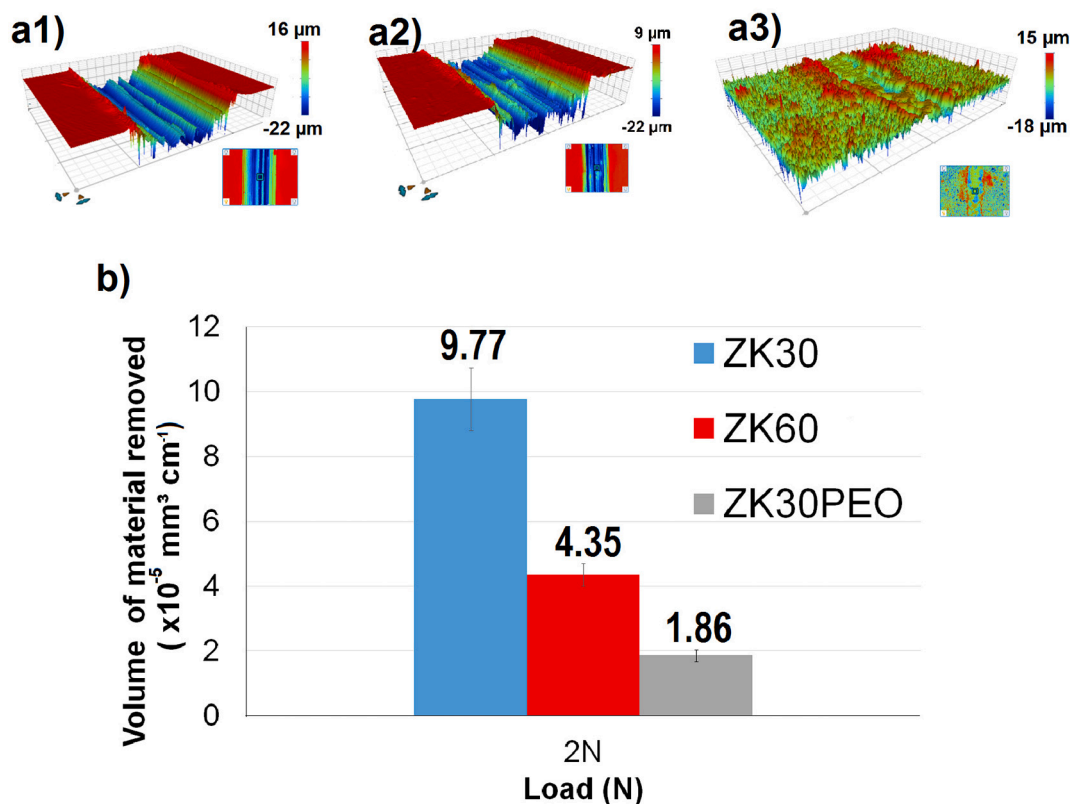 a1)
16 µm
-22 µm
a2)
9 µm
-22 µm
a3)
15 µm
-18 µm
b)
Volume of material removed
( x10⁻⁵ mm³ cm⁻¹)
12
10
8
6
4
2
0
9.77
4.35
1.86
ZK30
ZK60
ZK30PEO
2N
Load (N)